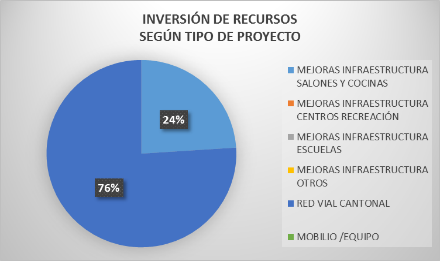 INVERSIÓN DE RECURSOS
SEGÚN TIPO DE PROYECTO
24%
76%
MEJORAS INFRAESTRUCTURA
SALONES Y COCINAS
MEJORAS INFRAESTRUCTURA
CENTROS RECREACIÓN
MEJORAS INFRAESTRUCTURA
ESCUELAS
MEJORAS INFRAESTRUCTURA
OTROS
RED VIAL CANTONAL
MOBILIO /EQUIPO